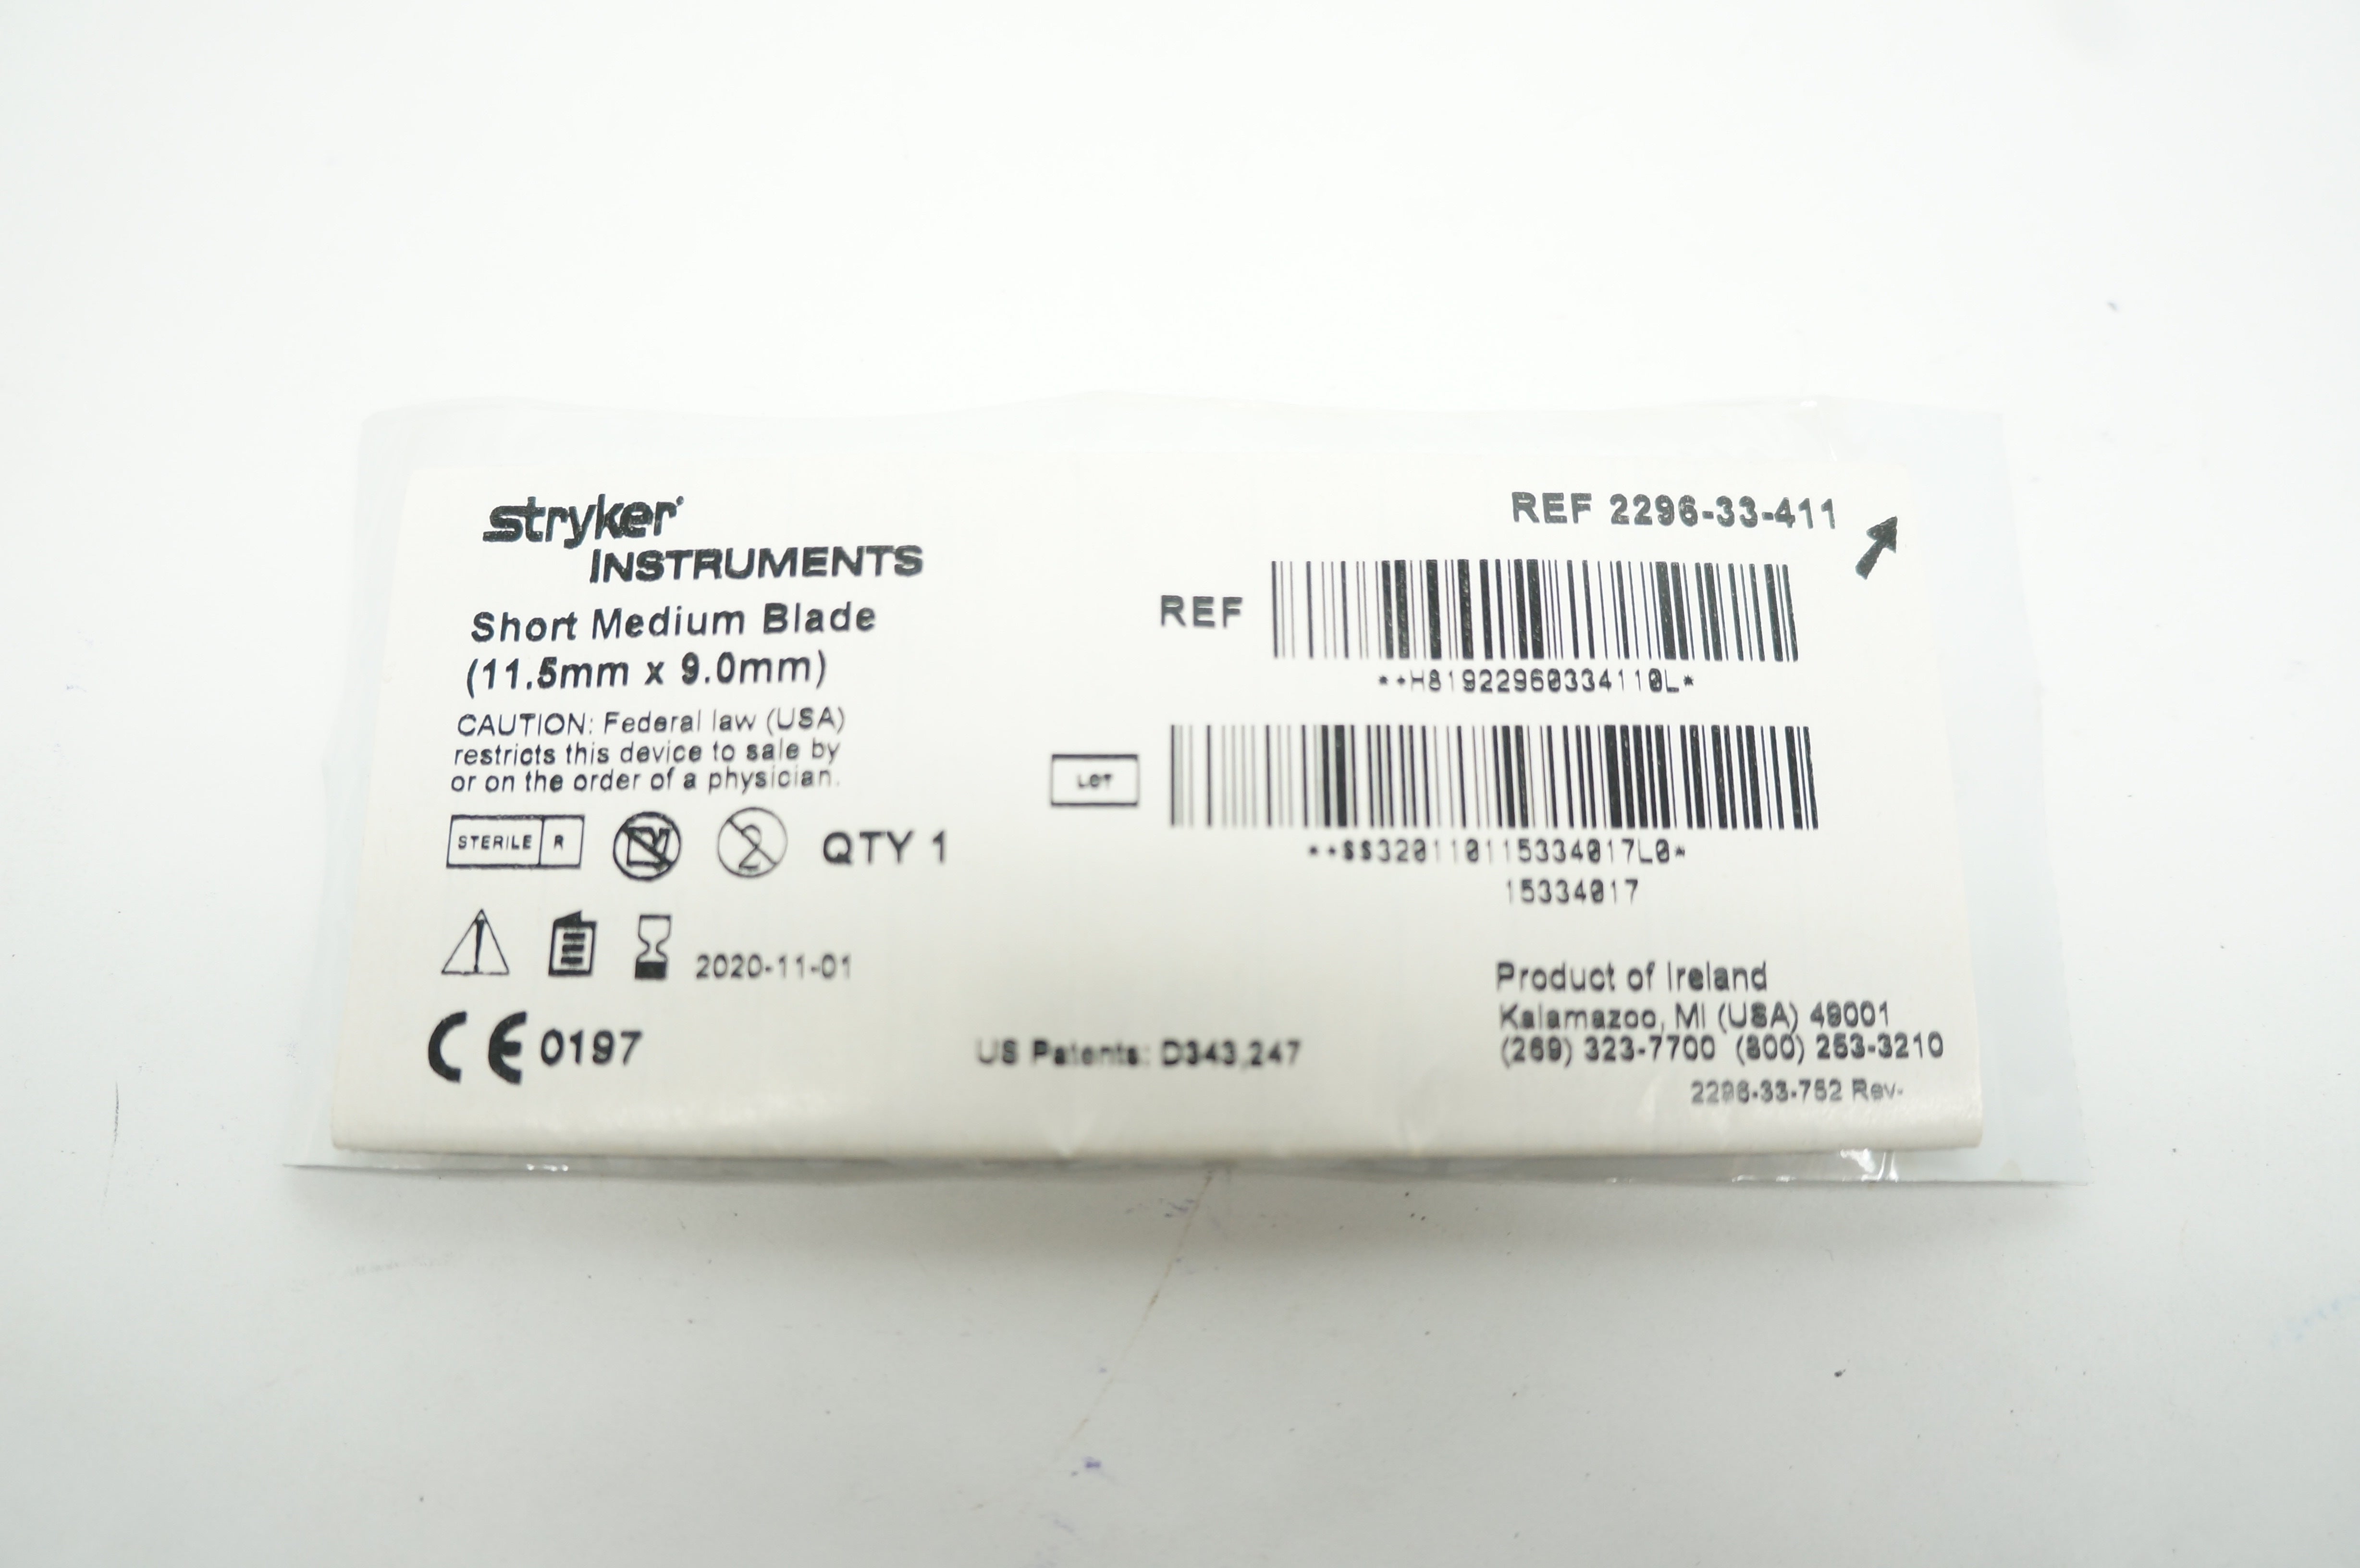 stryker
INSTRUMENTS
Short Medium Blade
(11.5mm x 9.0mm)
CAUTION: Federal law (USA)
restricts this device to sale by
or on the order of a physician.
STERILE R
2
QTY 1
2020-11-01
CE 0197
US Patents: D343,247
REF 2296-33-411
REF
*+H81922960334110L*
LOT
*+$$320110115334017L0*
15334017
Product of Ireland
Kalamazoo, MI (USA) 49001
(269) 323-7700 (800) 253-3210
2296-33-752 Rev-